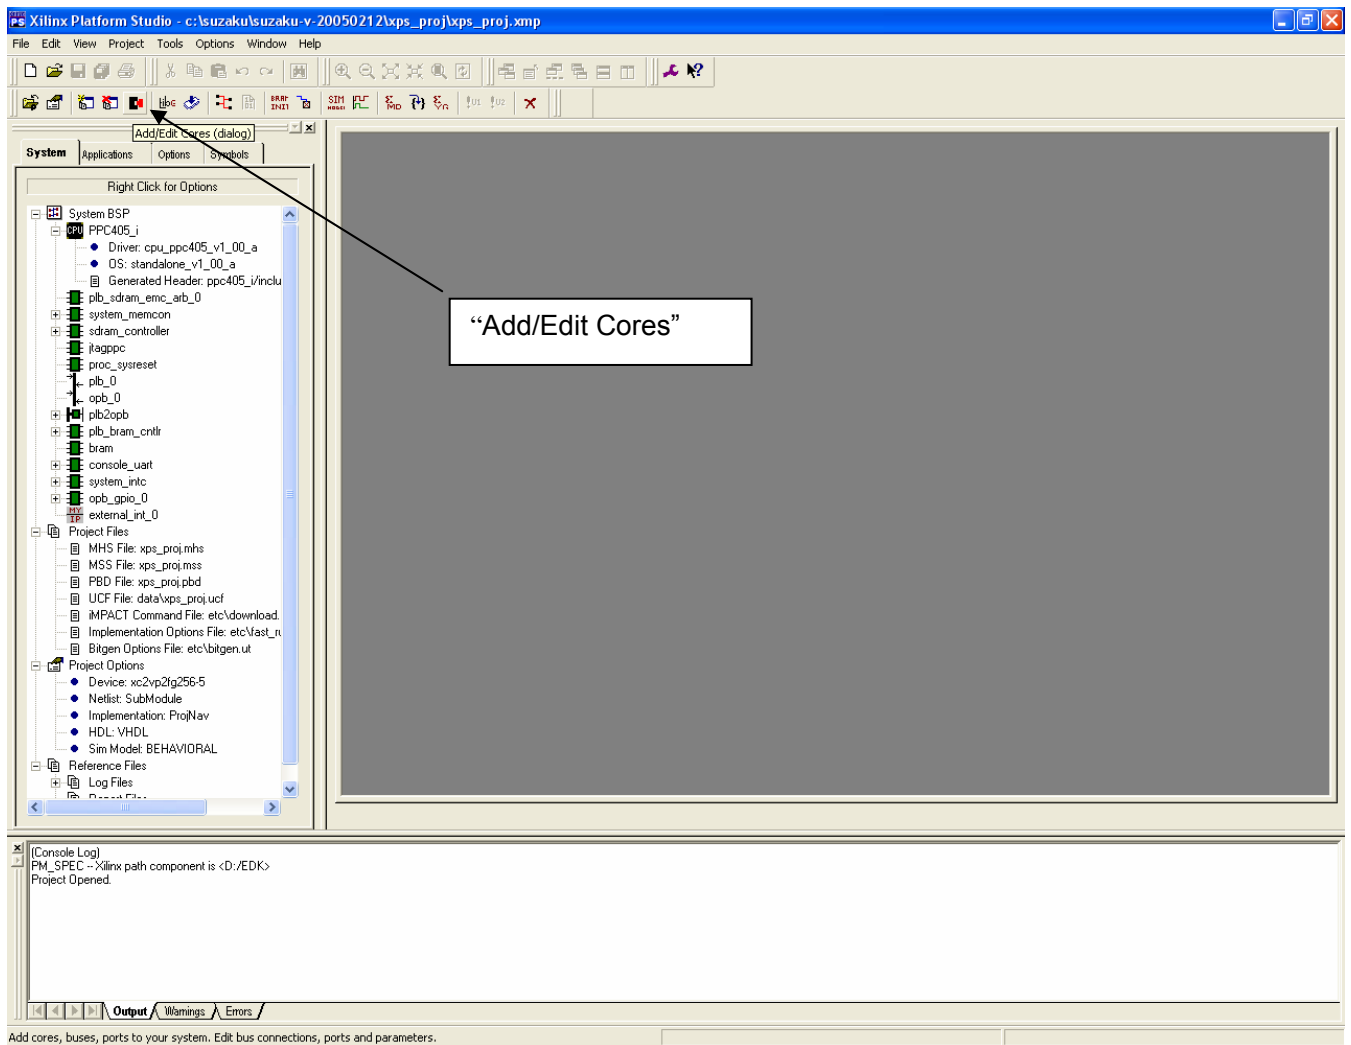 Xilinx Platform Studio - c:\suzaku\suzaku-v-20050212\xps_proj\xps_proj.xmp
File Edit View Project Tools Options Window Help
Add/Edit Cores (dialog)
System Applications Options Symbols
Right Click for Options
System BSP
PPC405_i
Driver: cpu_ppc405_v1_00_a
OS: standalone_v1_00_a
Generated Header: ppc405_i/inclu
plb_sdram_emc_arb_0
system_memcon
sdram_controller
jtagppc
proc_sysreset
plb_0
opb_0
plb2opb
plb_bram_cntlr
bram
console_uart
system_intc
opb_gpio_0
external_int_0
Project Files
MHS File: xps_proj.mhs
MSS File: xps_proj.mss
PBD File: xps_proj.pbd
UCF File: data\xps_proj.ucf
iMPACT Command File: etc\download.
Implementation Options File: etc\fast_ru
Bitgen Options File: etc\bitgen.ut
Project Options
Device: xc2vp2fg256-5
Netlist: SubModule
Implementation: ProjNav
HDL: VHDL
Sim Model: BEHAVIORAL
Reference Files
Log Files
“Add/Edit Cores”
(Console Log)
PM_SPEC -- Xilinx path component is <D:/EDK>
Project Opened.
Output Warnings Errors
Add cores, buses, ports to your system. Edit bus connections, ports and parameters.